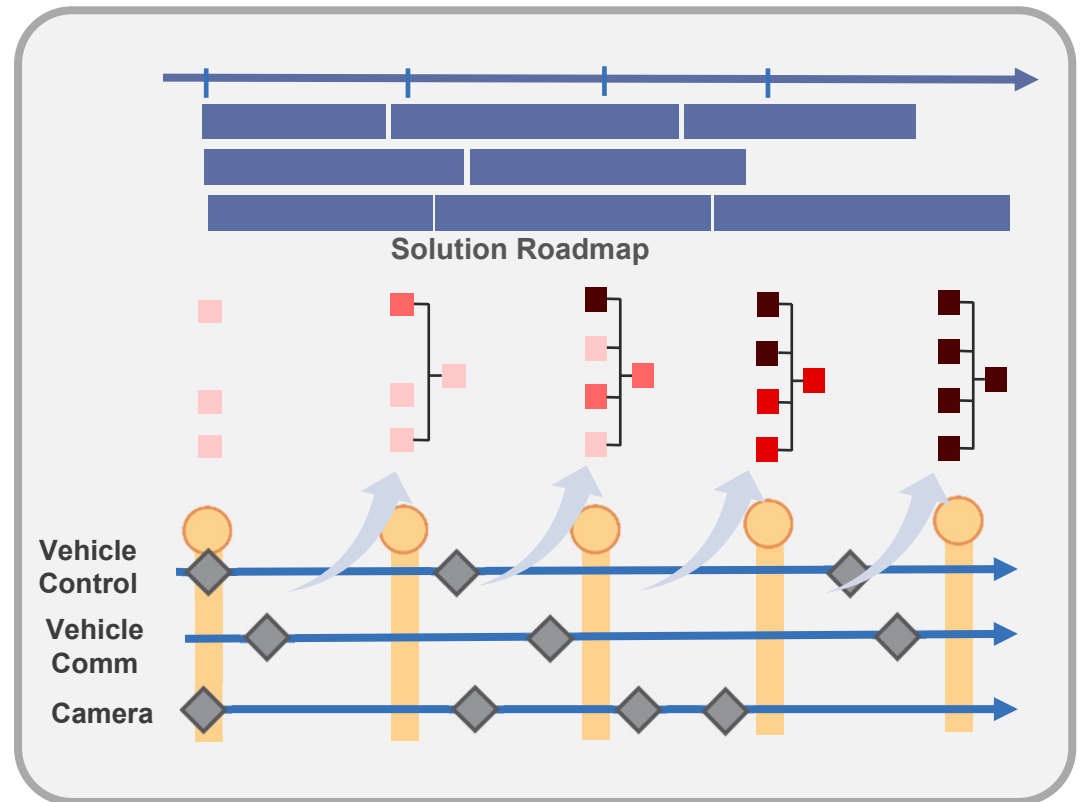 Solution Roadmap
Vehicle
Control
Vehicle
Comm
Camera